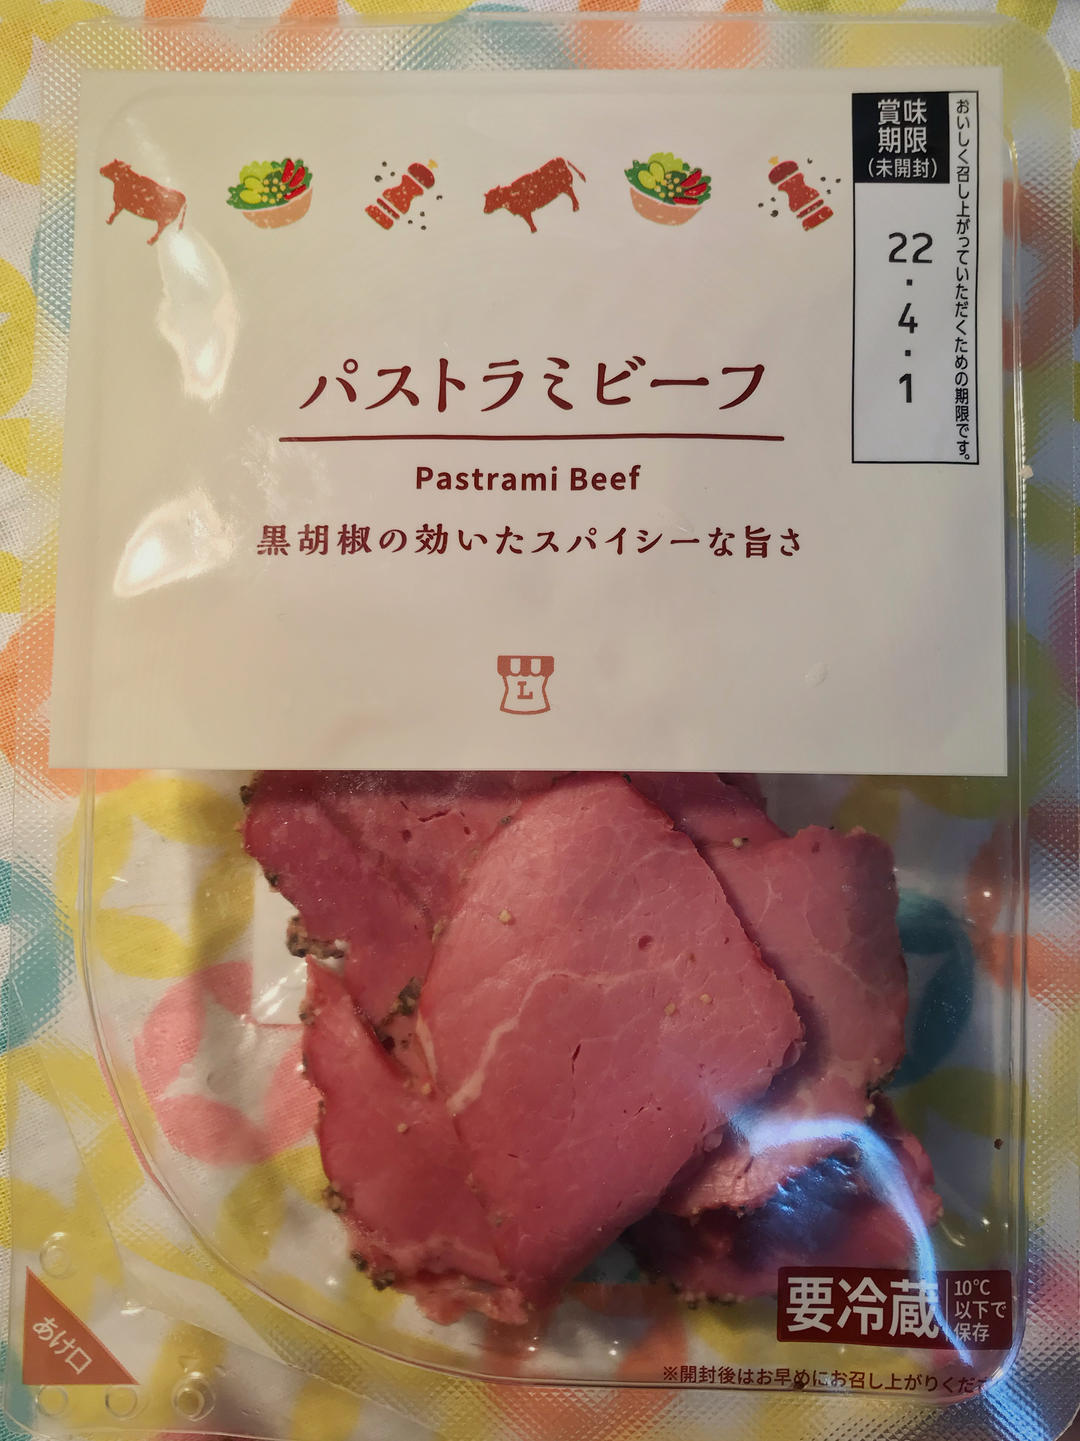 賞味
期限
(未開封)
22・4・1
おいしく召し上がっていただくための期限です。
パストラミビーフ
Pastrami Beef
黒胡椒の効いたスパイシーな旨さ
L
要冷蔵
10℃
以下で
保存
※開封後はお早めにお召し上がりくだ
あけ口